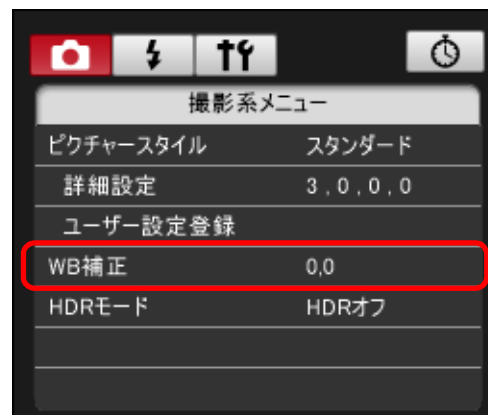 撮影系メニュー
ピクチャースタイル スタンダード
詳細設定 3,0,0,0
ユーザー設定登録
WB補正 0,0
HDRモード HDRオフ